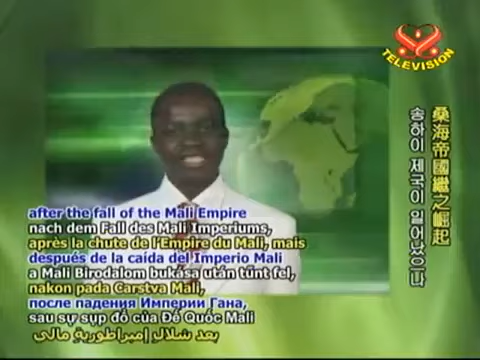 TELEVISION
after the fall of the Mali Empire
nach dem Fall des Mali Imperiums,
après la chute de l'Empire du Mali, mais
después de la caída del Imperio Mali
a Mali Birodalom bukása után tűnt fel,
nakon pada Carstva Mali,
после падения Империи Гана,
sau sự sụp đổ của Đế Quốc Mali
بعد شلال إمبراطورية مالى
桑海帝國繼之崛起
송하이 제국이 일어났으나